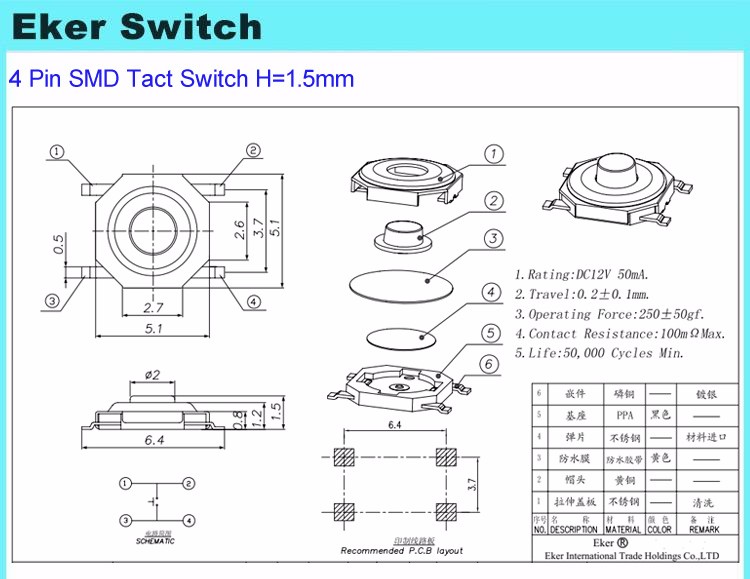 Eker Switch
4 Pin SMD Tact Switch H=1.5mm
1
2
3
4
0.5
2.6
3.7
5.1
2.7
5.1
1
2
3
4
5
6
1.Rating:DC12V 50mA.
2.Travel:0.2±0.1mm.
3.Operating Force:250±50gf.
4.Contact Resistance:100mΩMax.
5.Life:50,000 Cycles Min.
ø2
0.8
1.2
1.5
6.4
1
2
3
4
电路简图
SCHEMATIC
6.4
3.7
印制线路板
Recommended P.C.B layout
6 嵌件 磷铜 —— 镀银
5 基座 PPA 黑色 ——
4 弹片 不锈钢 —— 材料进口
3 防水膜 防水胶带 黄色 ——
2 帽头 黄铜 —— ——
1 拉伸盖板 不锈钢 —— 清洗
序号 名 称 材 料 颜 色 备 注
NO. DESCRIPTION MATERIAL COLOR REMARK
Eker ®
Eker International Trade Holdings Co.,LTD